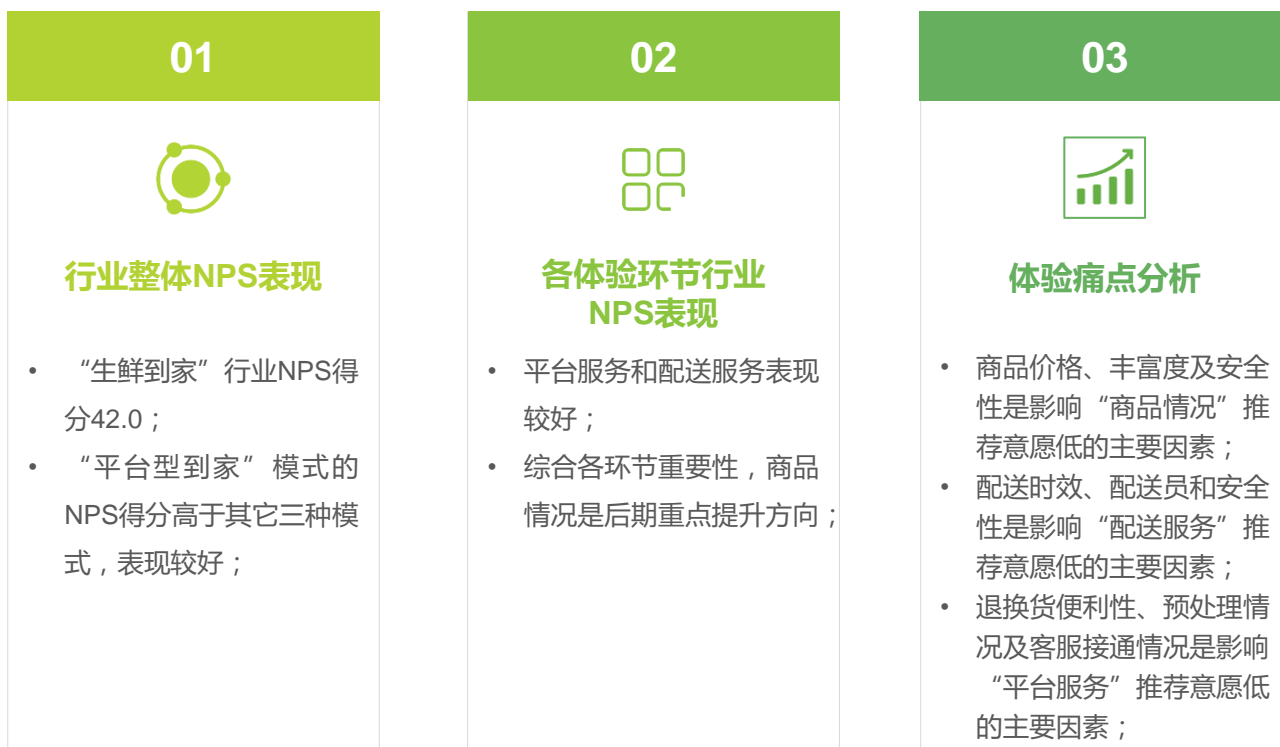 01
行业整体NPS表现
• “生鲜到家”行业NPS得
分42.0；
• “平台型到家”模式的
NPS得分高于其它三种模
式，表现较好；
02
各体验环节行业
NPS表现
• 平台服务和配送服务表现
较好；
• 综合各环节重要性，商品
情况是后期重点提升方向；
03
体验痛点分析
• 商品价格、丰富度及安全
性是影响“商品情况”推
荐意愿低的主要因素；
• 配送时效、配送员和安全
性是影响“配送服务”推
荐意愿低的主要因素；
• 退换货便利性、预处理情
况及客服接通情况是影响
“平台服务”推荐意愿低
的主要因素；